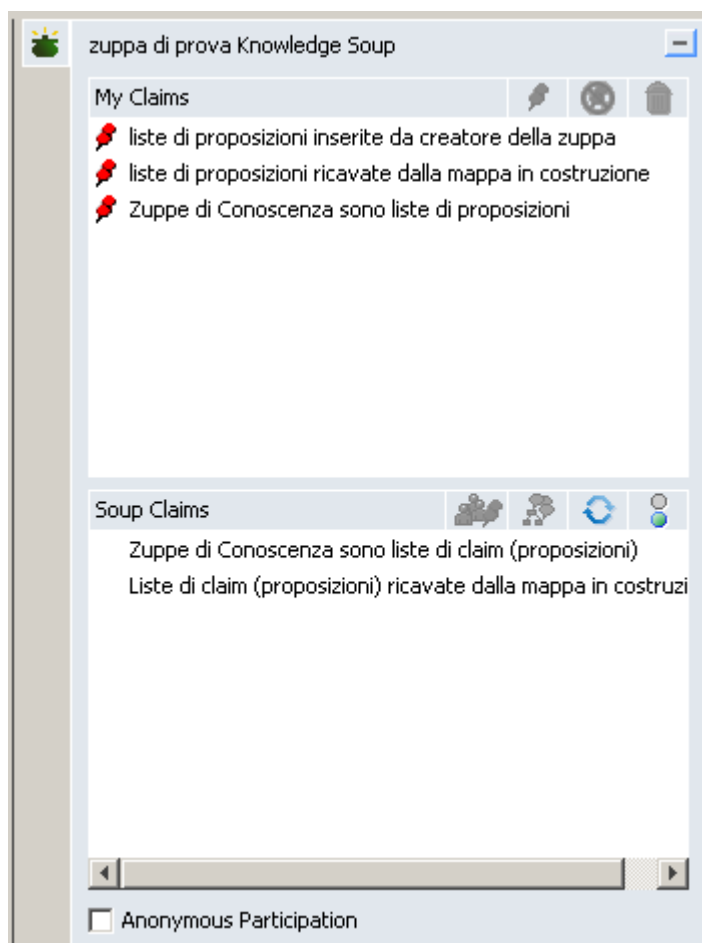 zuppa di prova Knowledge Soup
My Claims
liste di proposizioni inserite da creatore della zuppa
liste di proposizioni ricavate dalla mappa in costruzione
Zuppe di Conoscenza sono liste di proposizioni
Soup Claims
Zuppe di Conoscenza sono liste di claim (proposizioni)
Liste di claim (proposizioni) ricavate dalla mappa in costruzi
Anonymous Participation